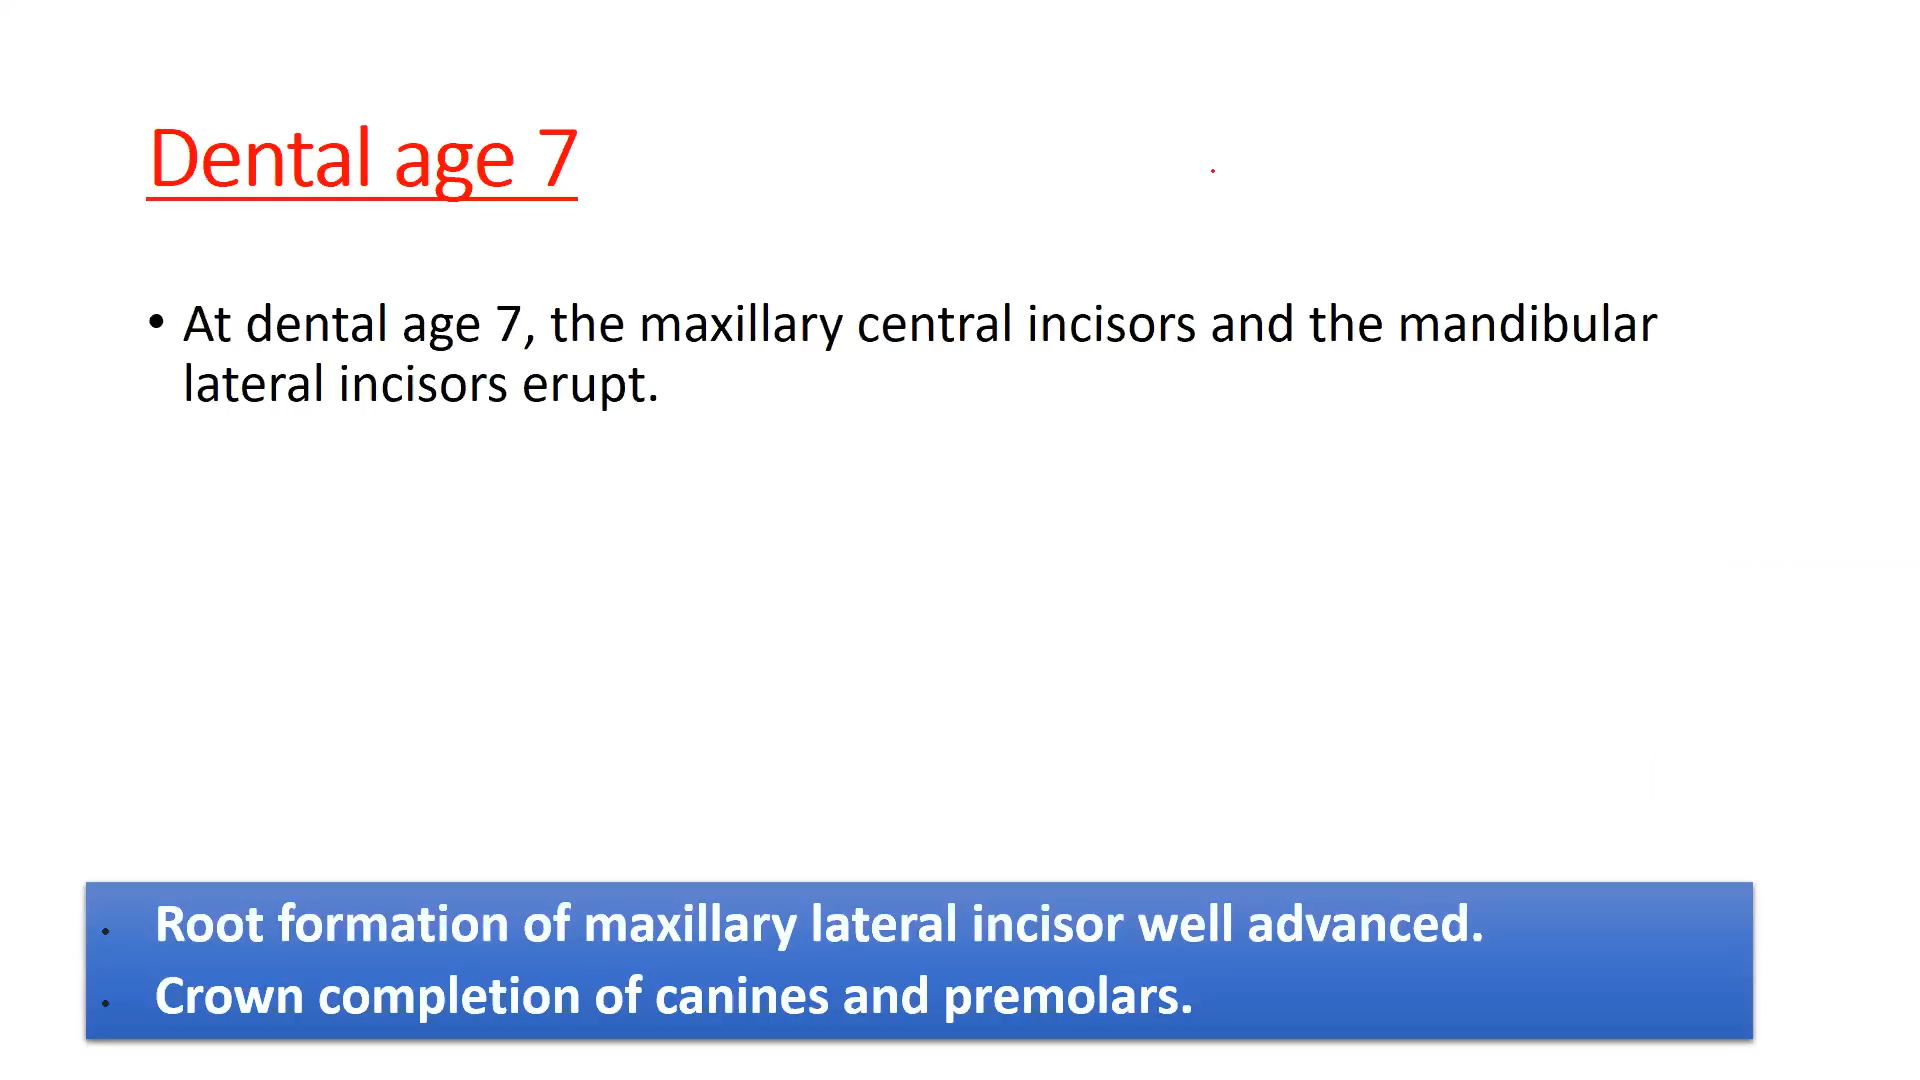 Dental age 7
• At dental age 7, the maxillary central incisors and the mandibular
lateral incisors erupt.
• Root formation of maxillary lateral incisor well advanced.
• Crown completion of canines and premolars.